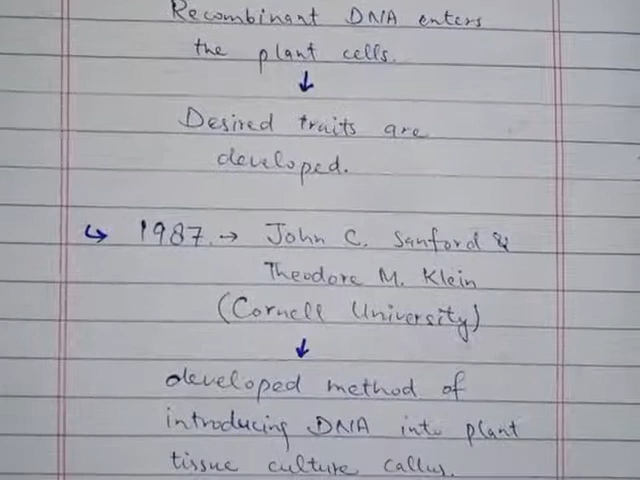 Recombinant DNA enters
the plant cells.
↓
Desired traits are
developed.
↳ 1987. → John C. Sanford &
Theodore M. Klein
(Cornell University)
↓
developed method of
introducing DNA into plant
tissue culture callus.